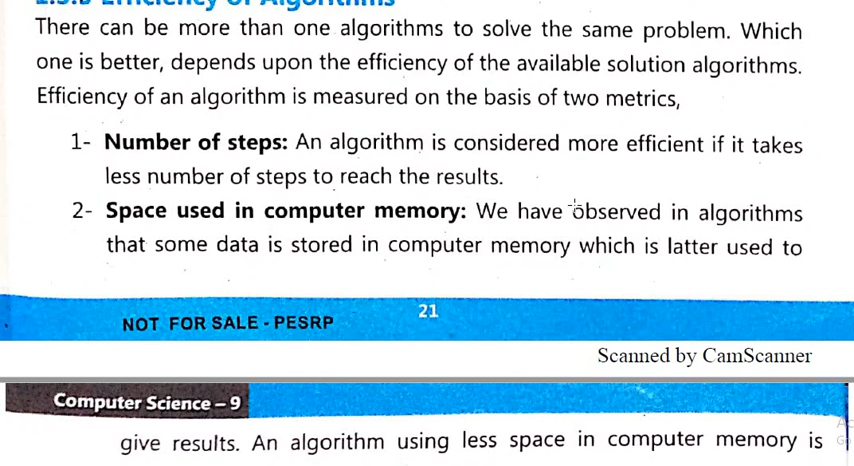 There can be more than one algorithms to solve the same problem. Which
one is better, depends upon the efficiency of the available solution algorithms.
Efficiency of an algorithm is measured on the basis of two metrics,
1- Number of steps: An algorithm is considered more efficient if it takes
less number of steps to reach the results.
2- Space used in computer memory: We have observed in algorithms
that some data is stored in computer memory which is latter used to
21
NOT FOR SALE - PESRP
Scanned by CamScanner
Computer Science – 9
give results. An algorithm using less space in computer memory is